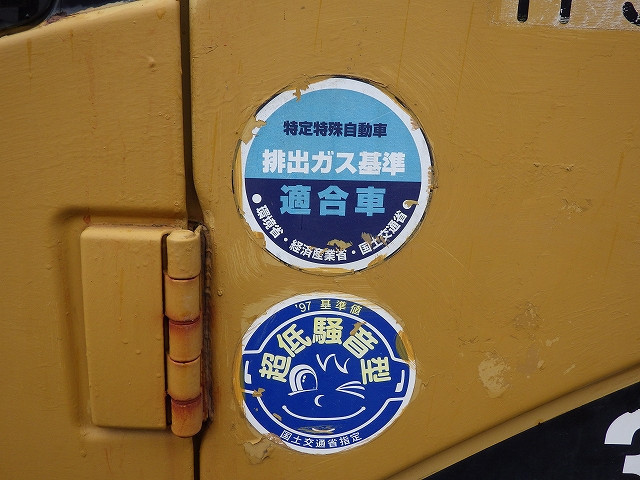 特定特殊自動車
排出ガス基準
適合車
・環境省・経済産業省・国土交通省・
'97 基準値
超低騒音型
国土交通省指定